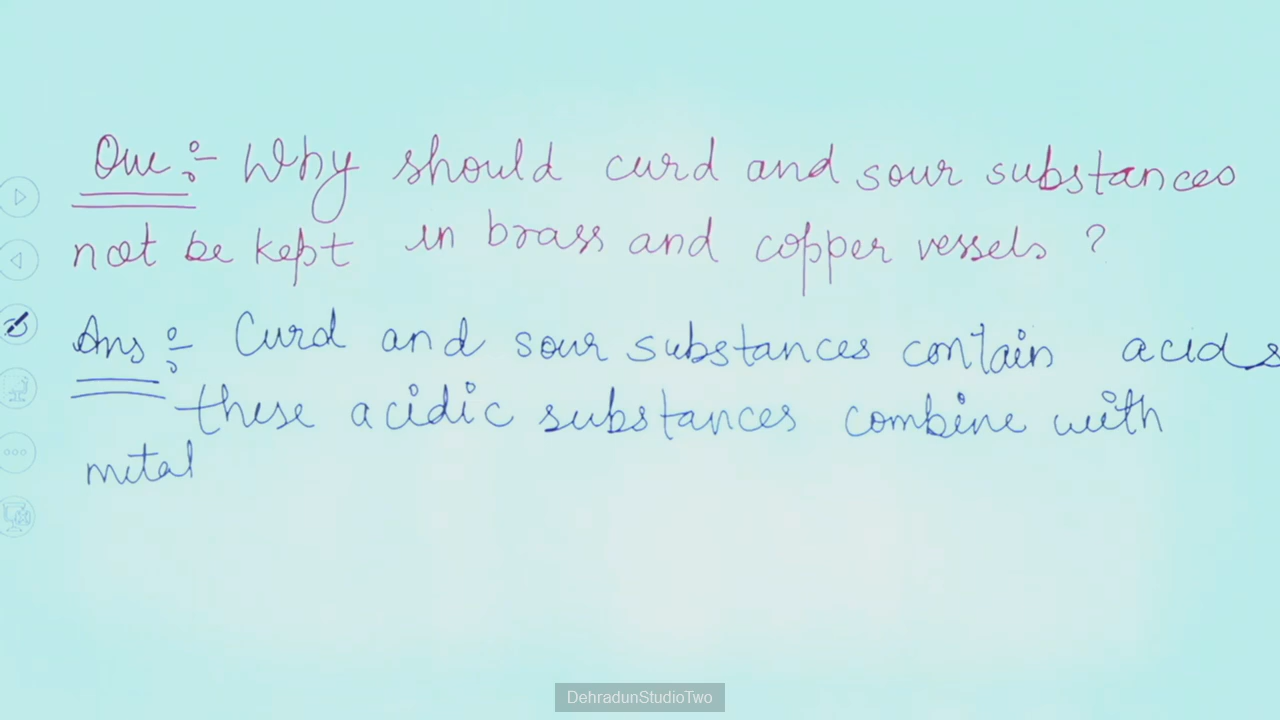 Que :- Why should curd and sour substances
not be kept in brass and copper vessels ?
Ans :- Curd and sour substances contain acids
these acidic substances combine with
metal
DehradunStudioTwo